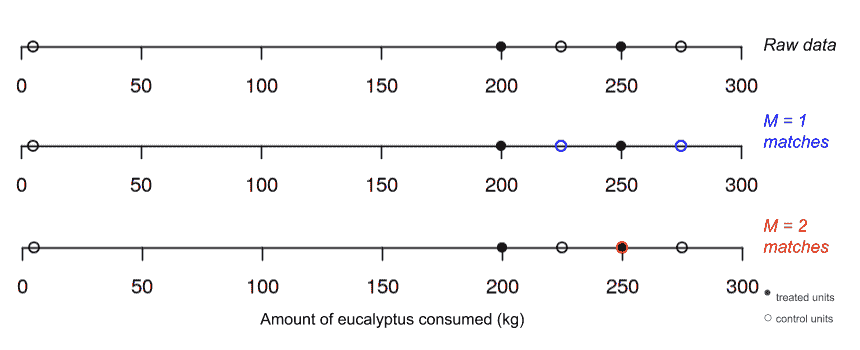 Raw data
0 50 100 150 200 250 300
M = 1
matches
0 50 100 150 200 250 300
M = 2
matches
0 50 100 150 200 250 300
treated units
Amount of eucalyptus consumed (kg)
control units